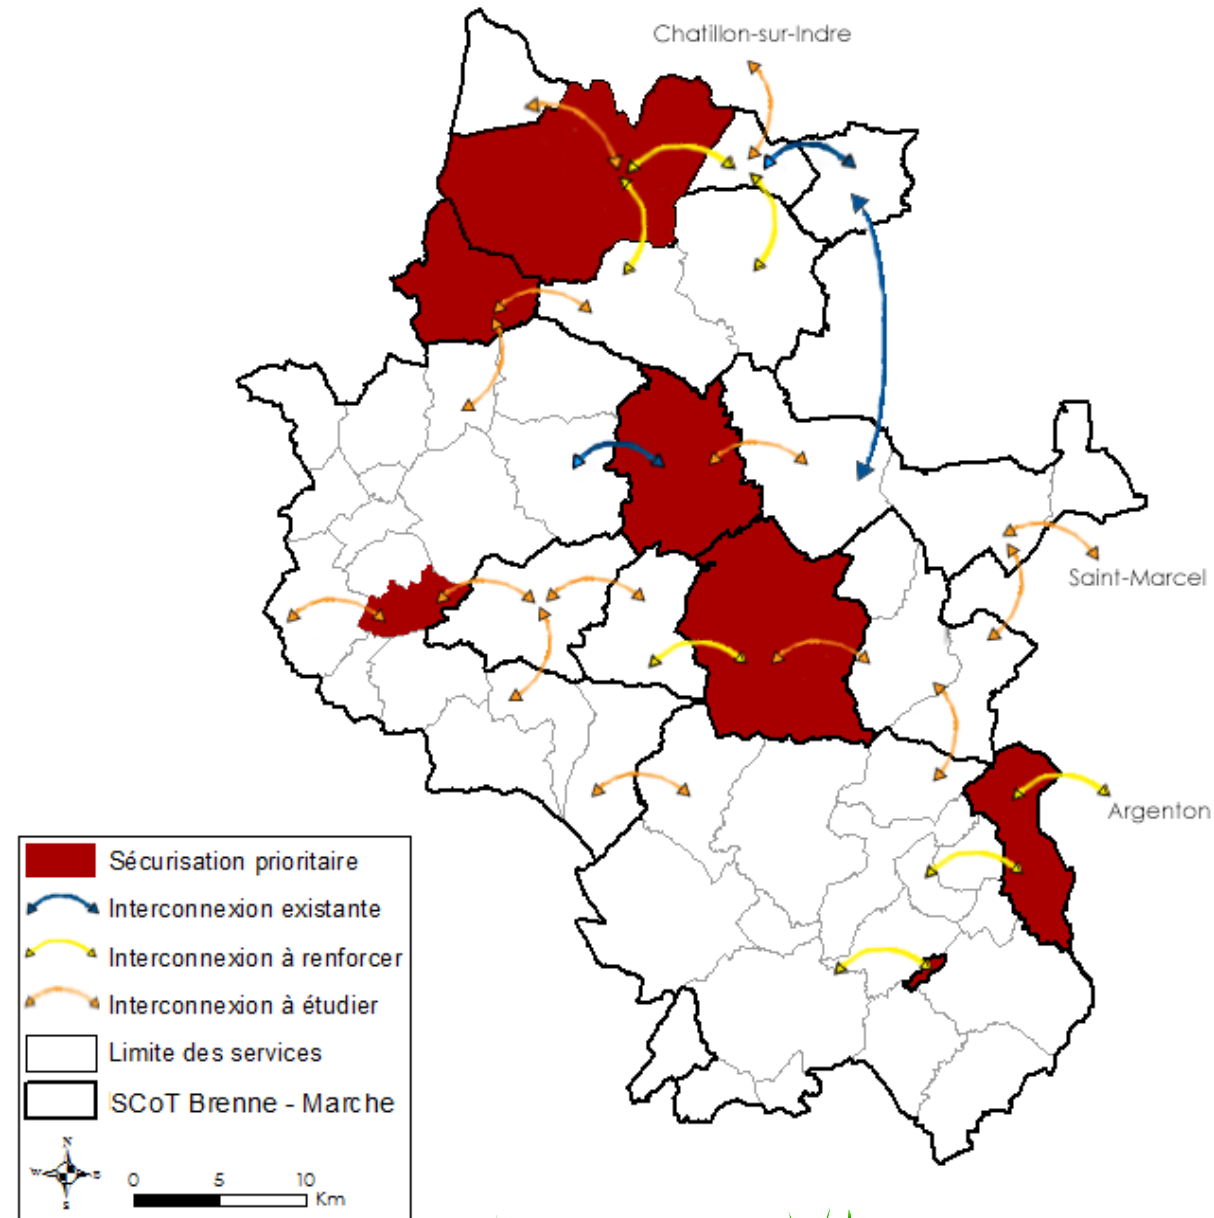 Chatillon-sur-Indre
Saint-Marcel
Argenton
Sécurisation prioritaire
Interconnexion existante
Interconnexion à renforcer
Interconnexion à étudier
Limite des services
SCoT Brenne - Marche
N
W E
S
0 5 10
Km